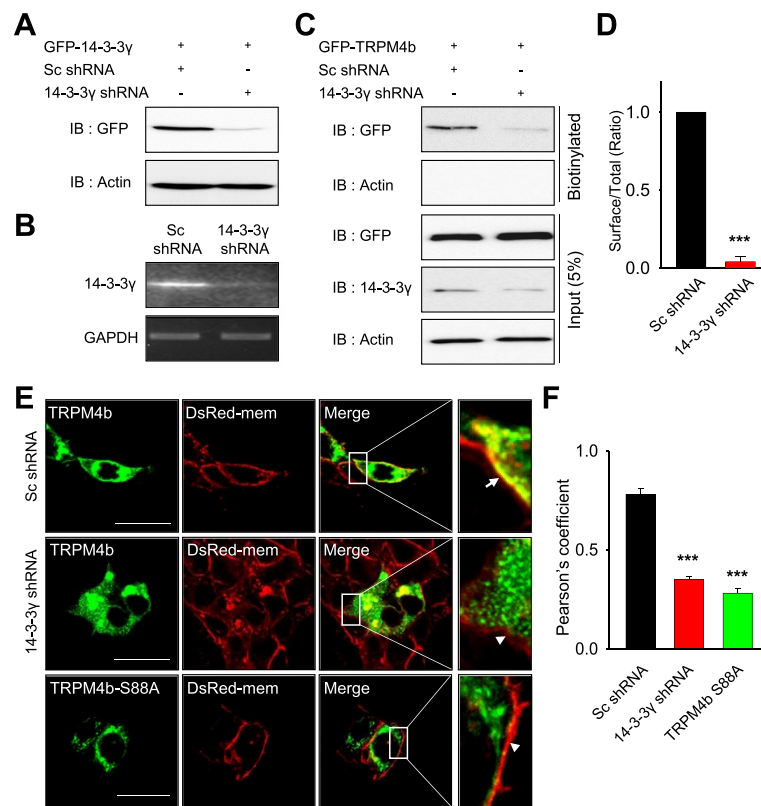 A
GFP-14-3-3γ + +
Sc shRNA + -
14-3-3γ shRNA - +
IB : GFP
IB : Actin
B
Sc shRNA
14-3-3γ shRNA
14-3-3γ
GAPDH
C
GFP-TRPM4b + +
Sc shRNA + -
14-3-3γ shRNA - +
IB : GFP
IB : Actin
Biotinylated
IB : GFP
IB : 14-3-3γ
IB : Actin
Input (5%)
D
Surface/Total (Ratio)
1.0
0.5
0.0
***
Sc shRNA
14-3-3γ shRNA
E
Sc shRNA
TRPM4b
DsRed-mem
Merge
14-3-3γ shRNA
TRPM4b
DsRed-mem
Merge
TRPM4b-S88A
DsRed-mem
Merge
F
Pearson's coefficient
1.0
0.5
0.0
***
***
Sc shRNA
14-3-3γ shRNA
TRPM4b S88A